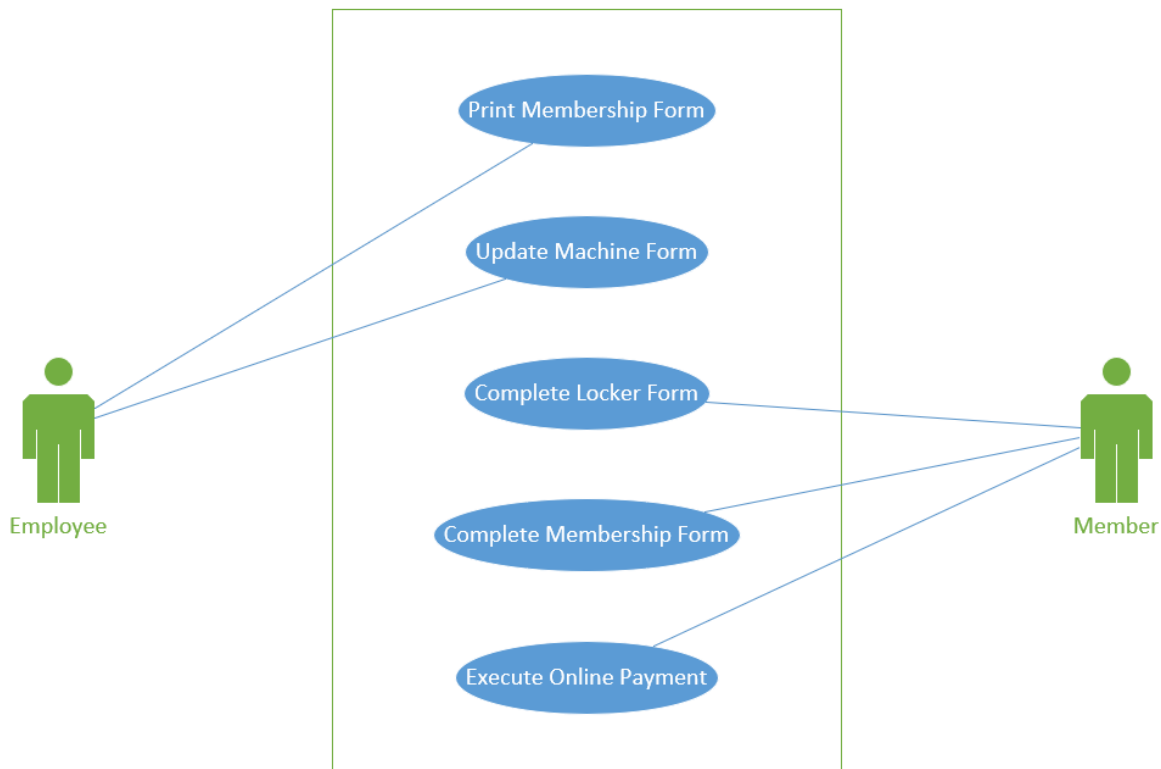 Print Membership Form
Update Machine Form
Complete Locker Form
Employee
Complete Membership Form
Member
Execute Online Payment